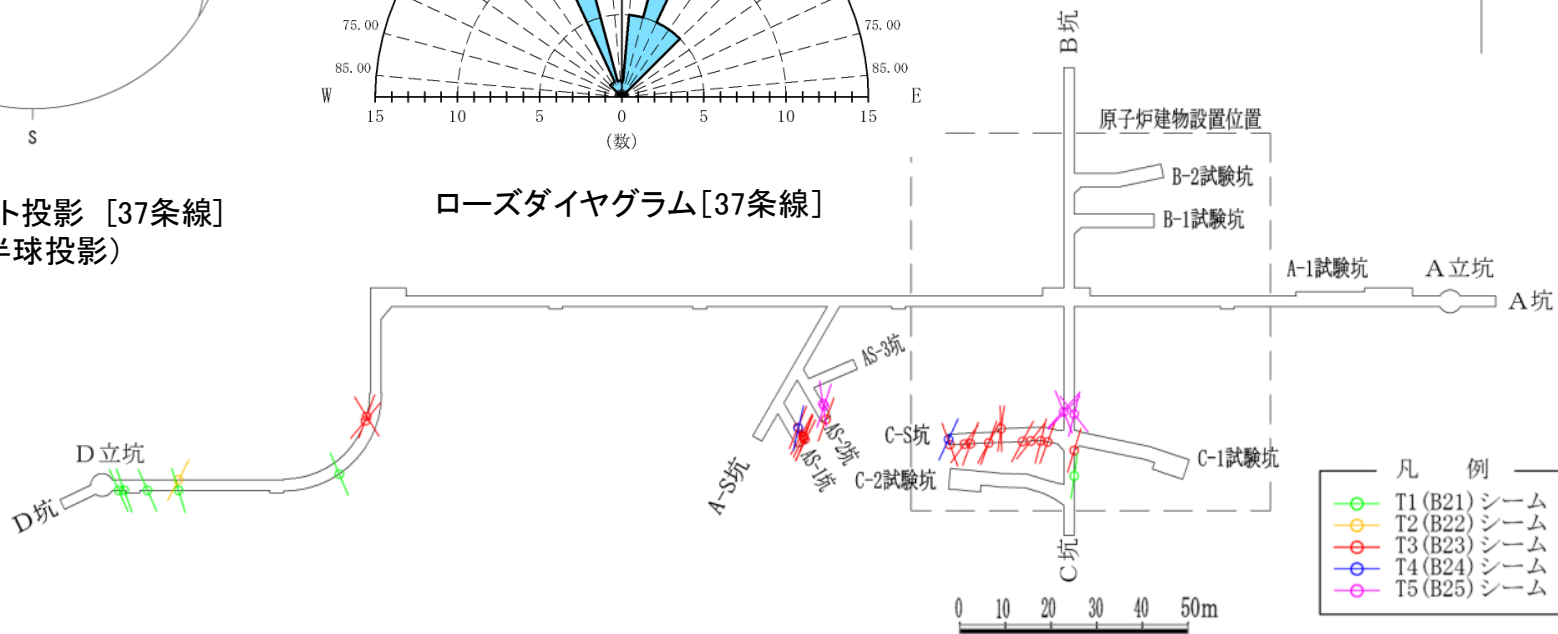 S
75.00
85.00
W
75.00
85.00
E
15
10
5
0
5
10
15
(数)
ト投影 [37条線]
半球投影)
ローズダイヤグラム[37条線]
B坑
原子炉建物設置位置
B-2試験坑
B-1試験坑
A-1試験坑
A立坑
A坑
AS-3坑
AS-2坑
AS-1坑
A-S坑
C-S坑
C-2試験坑
C-1試験坑
C坑
D立坑
D坑
凡 例
T1(B21)シーム
T2(B22)シーム
T3(B23)シーム
T4(B24)シーム
T5(B25)シーム
0 10 20 30 40 50m